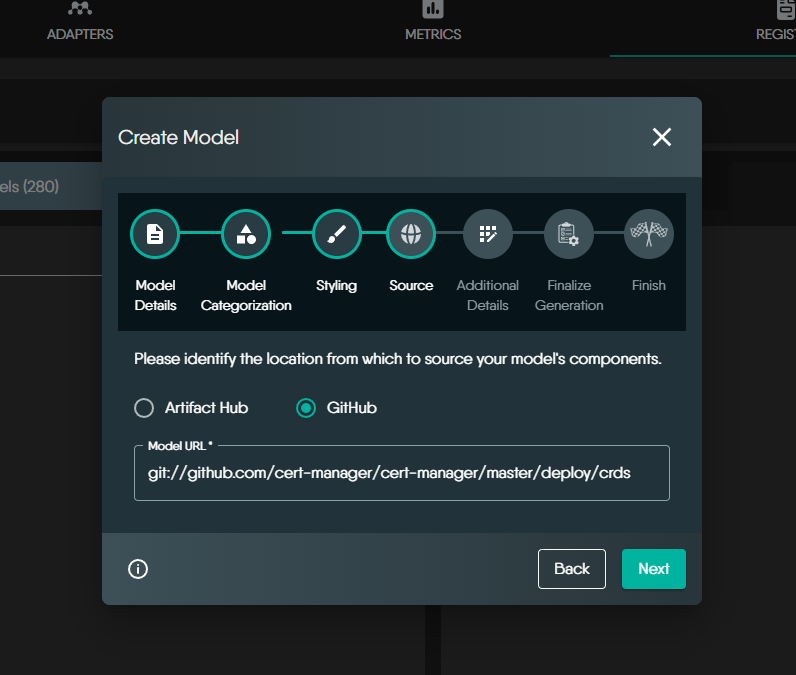 ADAPTERS
METRICS
Create Model
(280)
Model
Details
Model
Categorization
Styling
Source
Additional
Details
Finalize
Generation
Finish
Please identify the location from which to source your model's components.
Artifact Hub
GitHub
Model URL *
git://github.com/cert-manager/cert-manager/master/deploy/crds
Back
Next